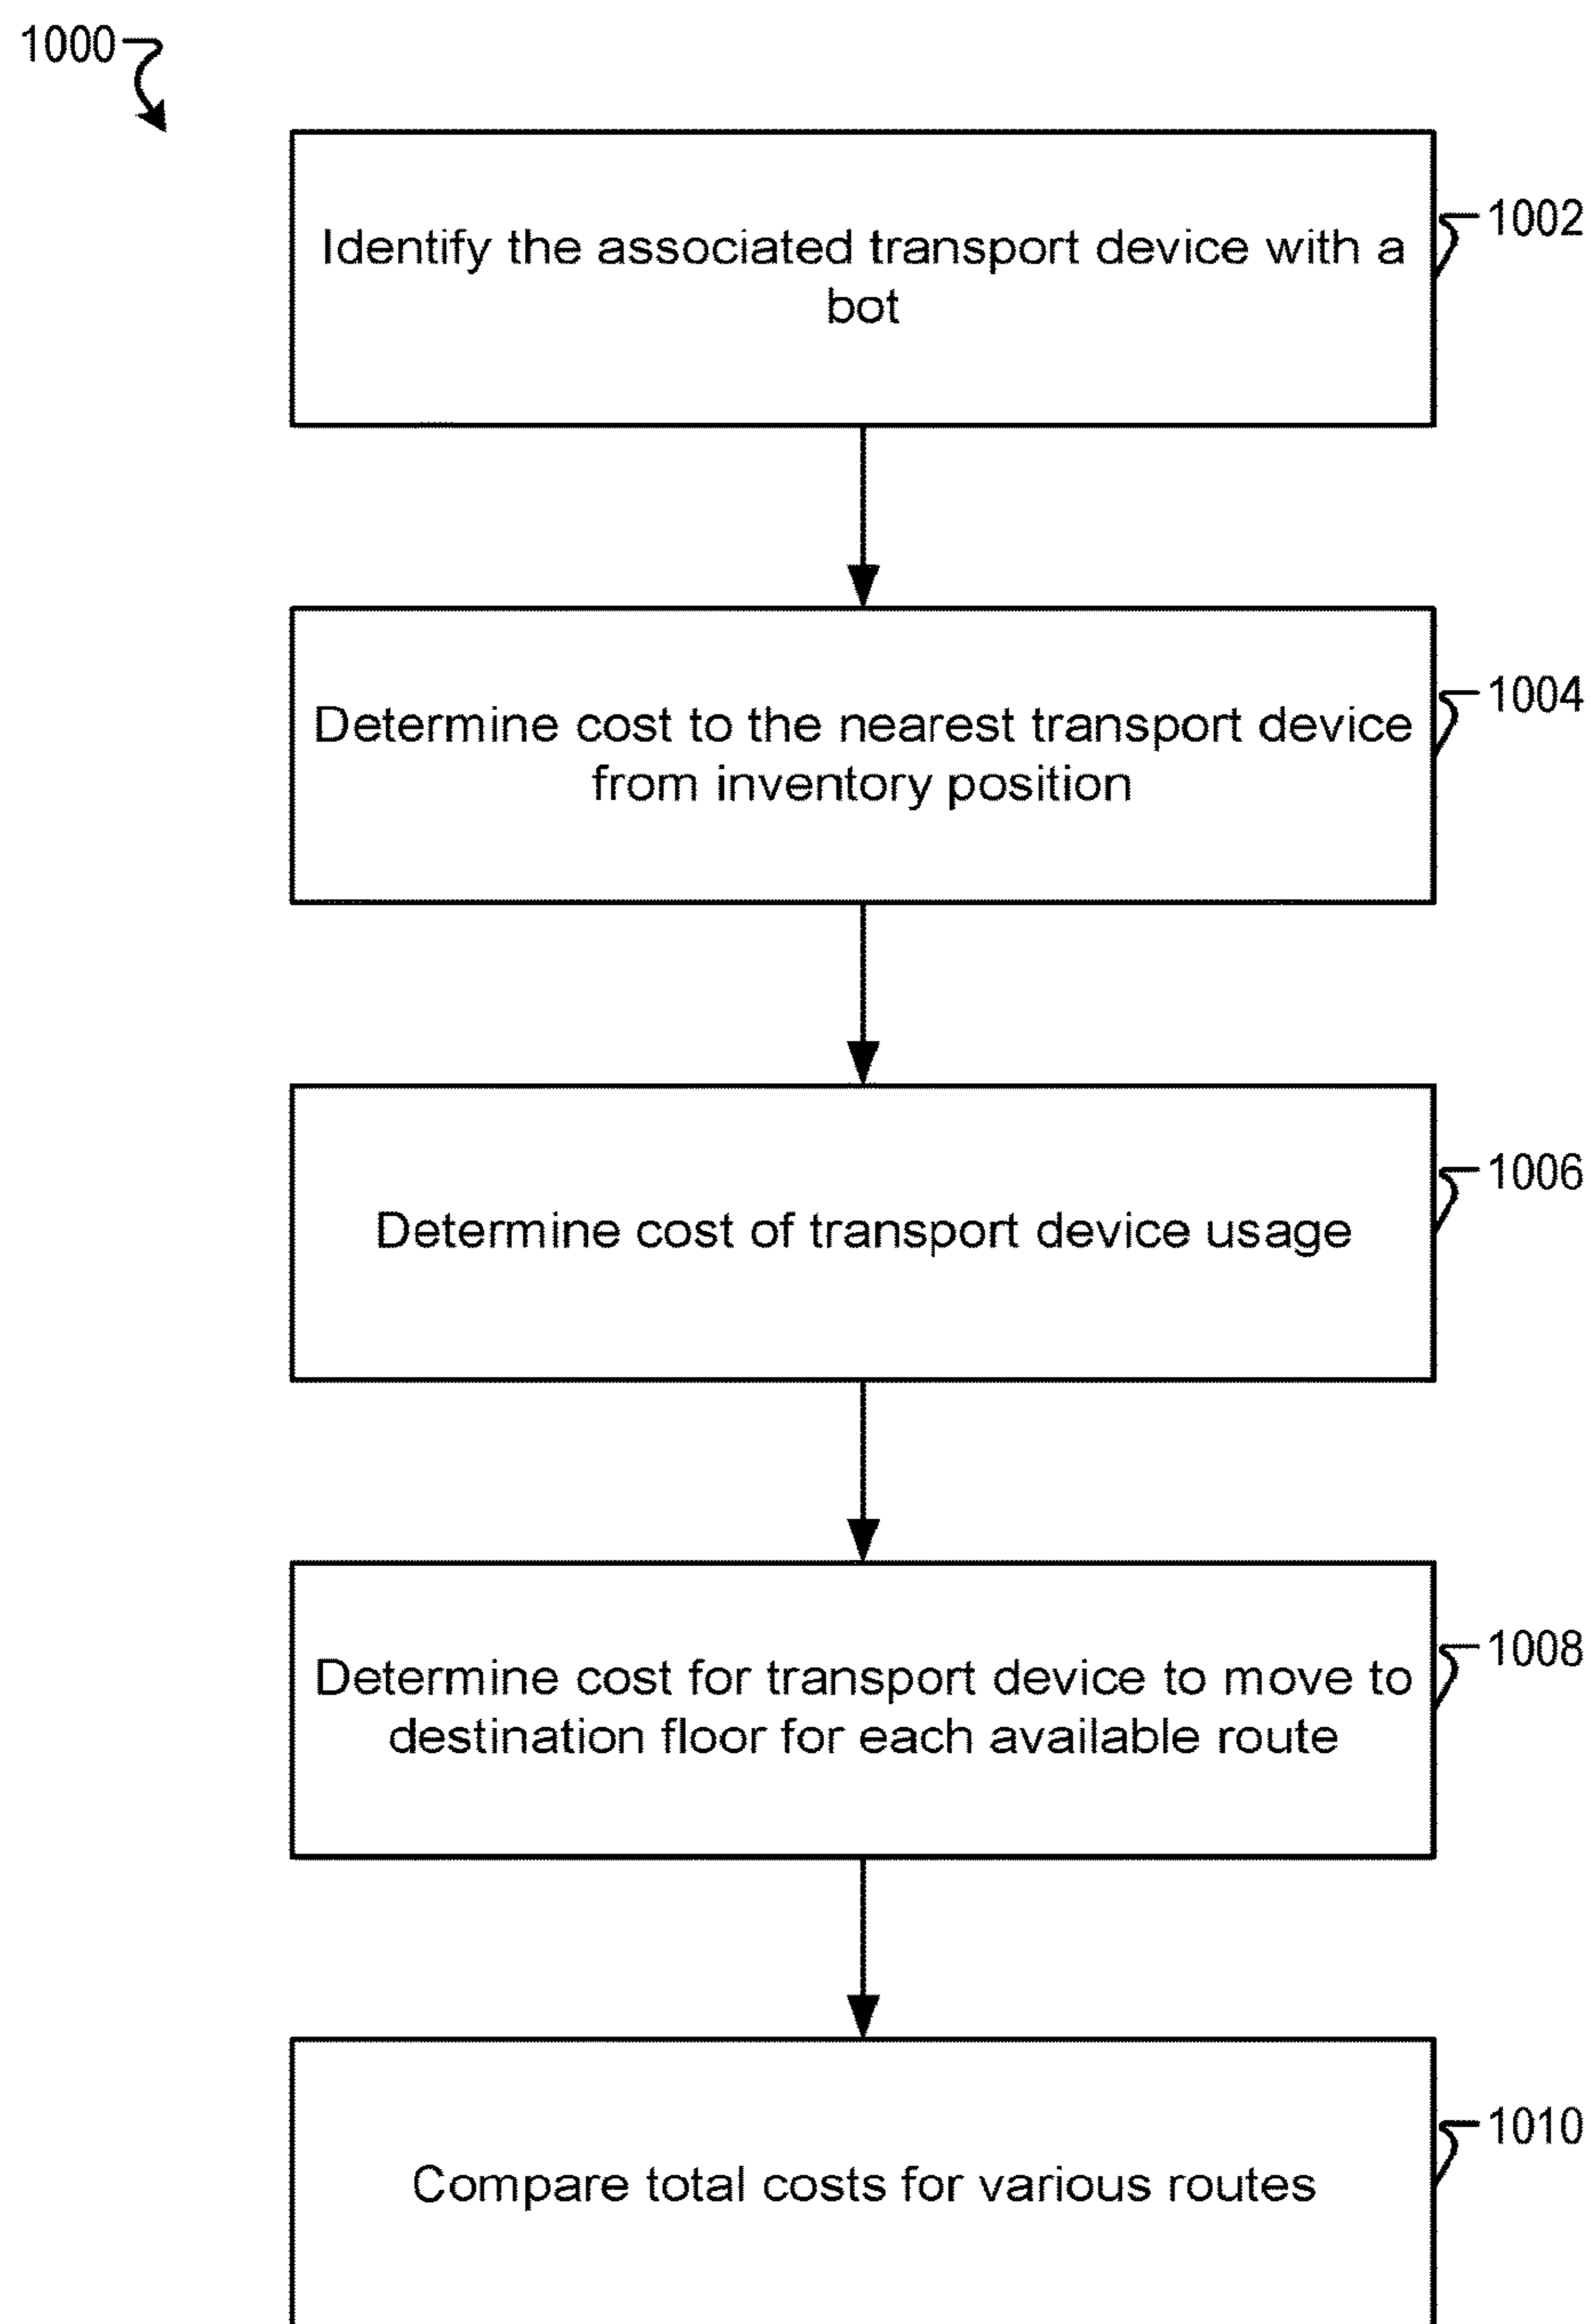 1000
Identify the associated transport device with a
bot
1002
Determine cost to the nearest transport device
from inventory position
1004
Determine cost of transport device usage
1006
Determine cost for transport device to move to
destination floor for each available route
1008
Compare total costs for various routes
1010